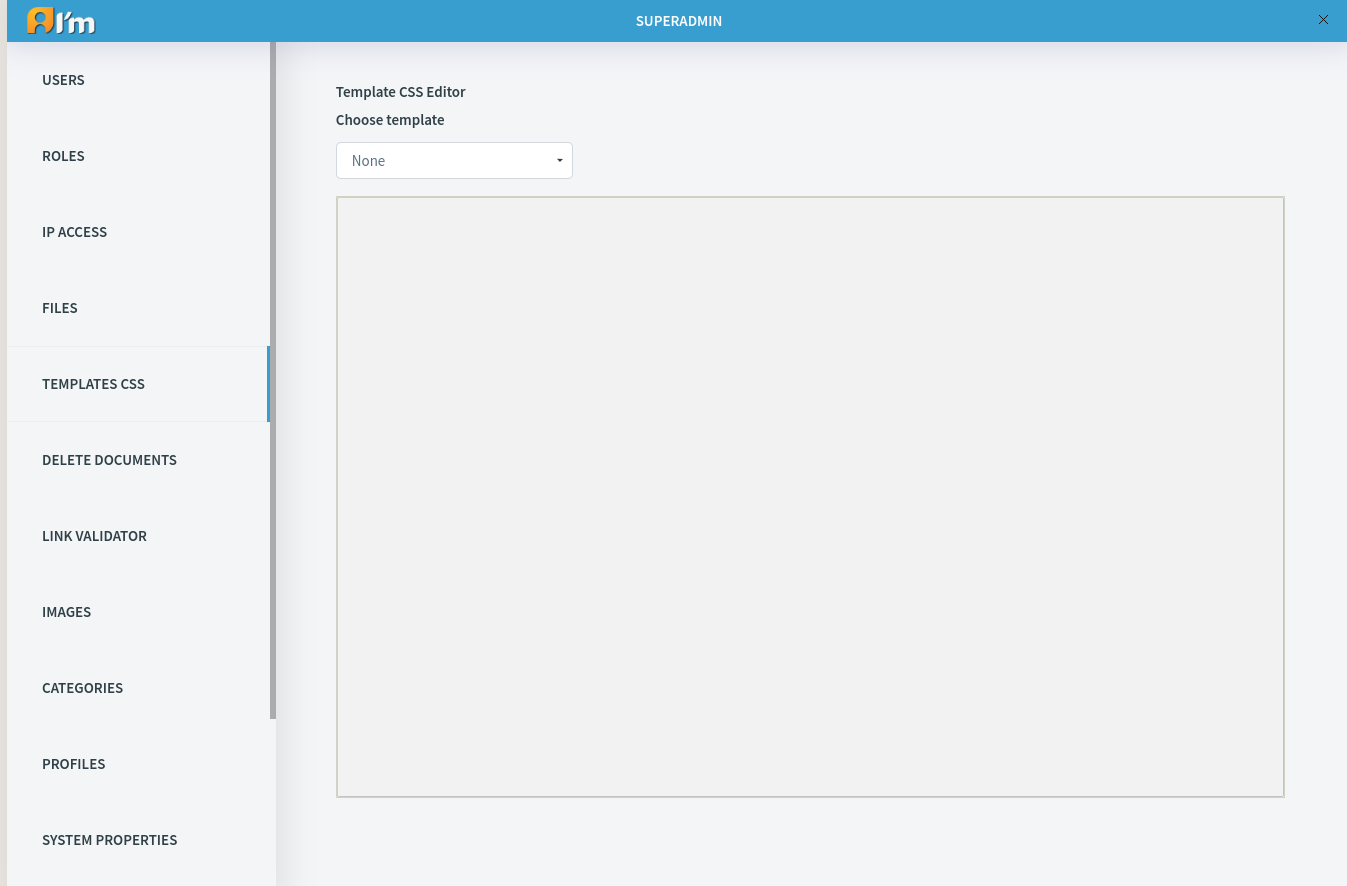 I'm
SUPERADMIN
USERS
ROLES
IP ACCESS
FILES
TEMPLATES CSS
DELETE DOCUMENTS
LINK VALIDATOR
IMAGES
CATEGORIES
PROFILES
SYSTEM PROPERTIES
Template CSS Editor
Choose template
None